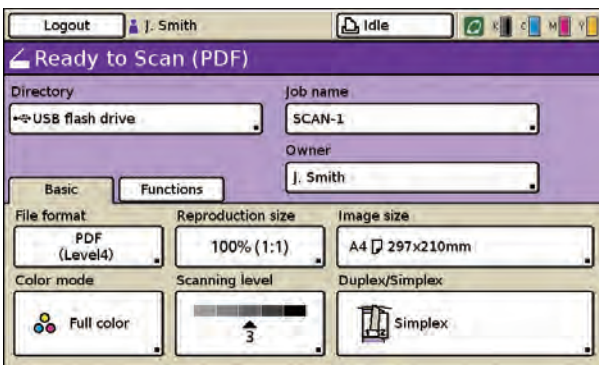 Logout
J. Smith
Idle
K C M Y
Ready to Scan (PDF)
Directory
Job name
USB flash drive
SCAN-1
Owner
J. Smith
Basic
Functions
File format
Reproduction size
Image size
PDF
(Level4)
100% (1:1)
A4 297x210mm
Color mode
Scanning level
Duplex/Simplex
Full color
3
1 2
Simplex